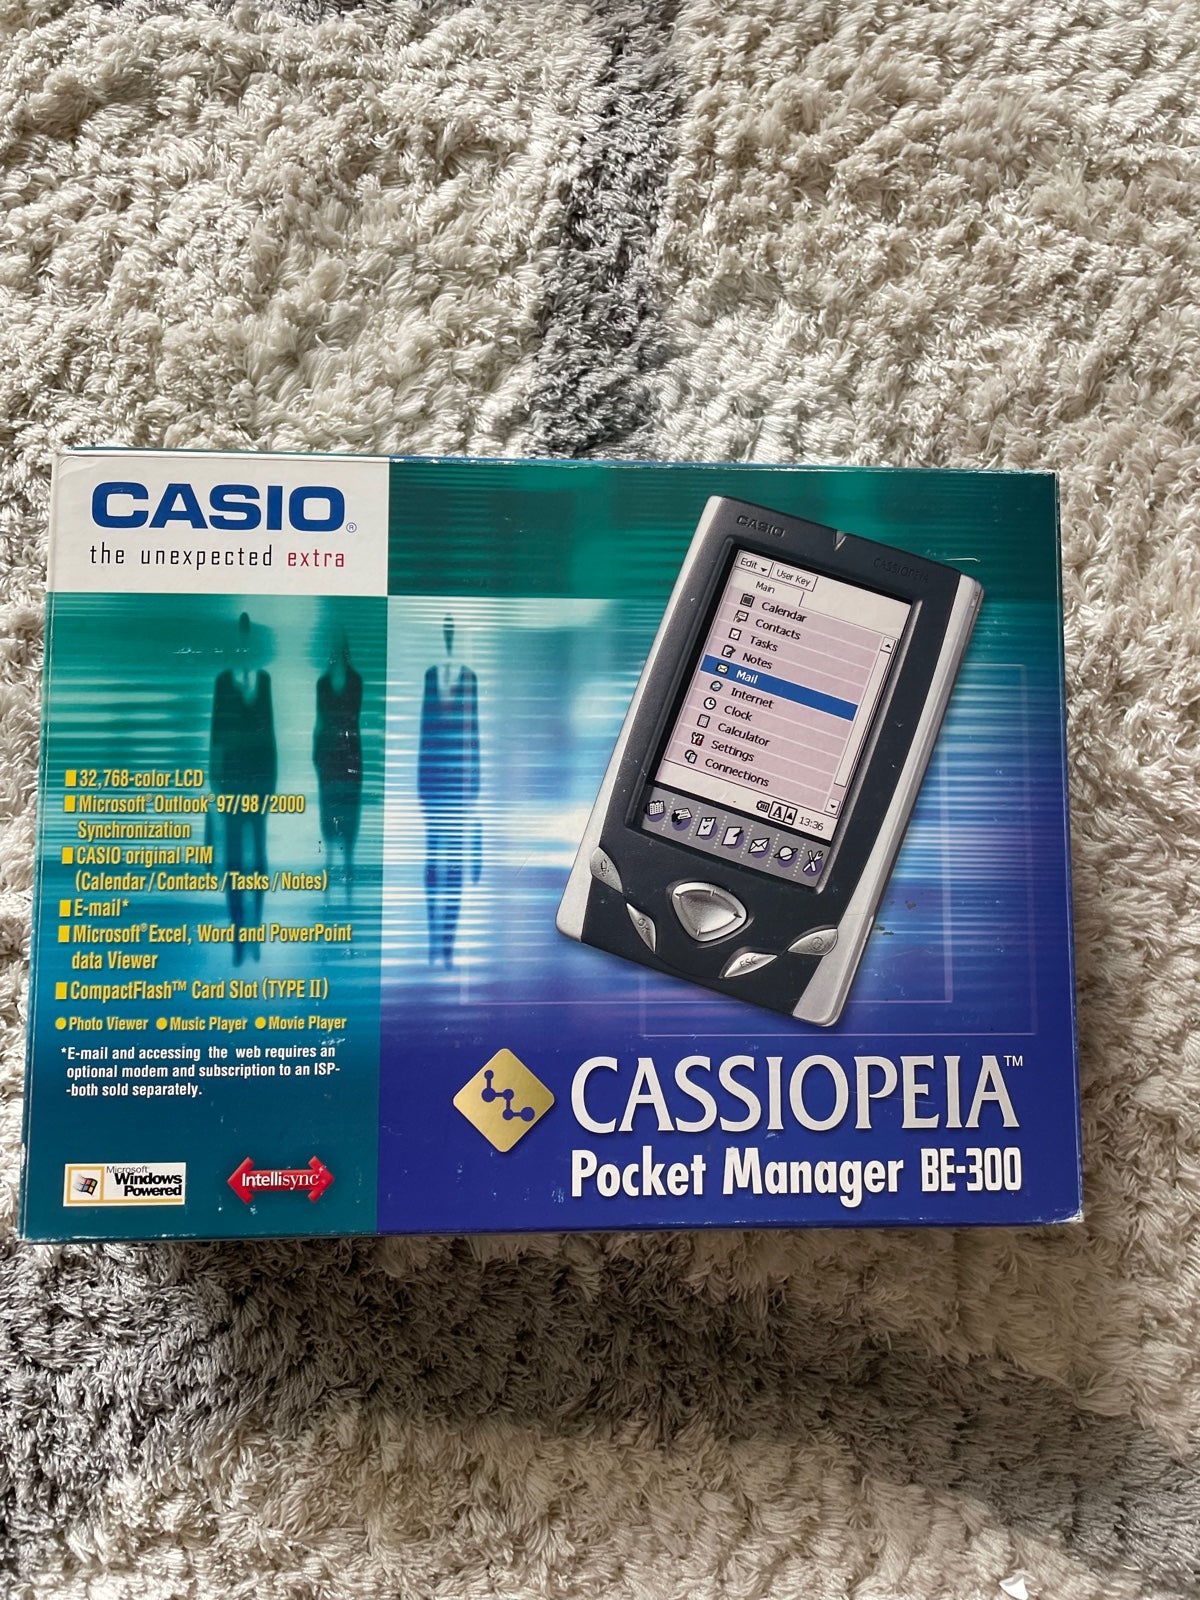 CASIO®
the unexpected extra
32,768-color LCD
Microsoft® Outlook® 97/98/2000
Synchronization
CASIO original PIM
(Calendar/Contacts/Tasks/Notes)
E-mail*
Microsoft® Excel, Word and PowerPoint
data Viewer
CompactFlash™ Card Slot (TYPE II)
Photo Viewer Music Player Movie Player
*E-mail and accessing the web requires an
optional modem and subscription to an ISP-
-both sold separately.
Microsoft®
Windows
Powered
Intellisync™
CASIO
CASSIOPEIA
Edit User Key
Main
Calendar
Contacts
Tasks
Notes
Mail
Internet
Clock
Calculator
Settings
Connections
A 13:36
OK
ESC
CASSIOPEIA™
Pocket Manager BE-300